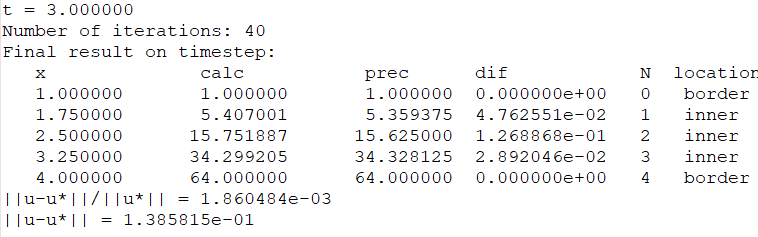 t = 3.000000
Number of iterations: 40
Final result on timestep:
x calc prec dif N location
1.000000 1.000000 1.000000 0.000000e+00 0 border
1.750000 5.407001 5.359375 4.762551e-02 1 inner
2.500000 15.751887 15.625000 1.268868e-01 2 inner
3.250000 34.299205 34.328125 2.892046e-02 3 inner
4.000000 64.000000 64.000000 0.000000e+00 4 border
||u-u*||/||u*|| = 1.860484e-03
||u-u*|| = 1.385815e-01